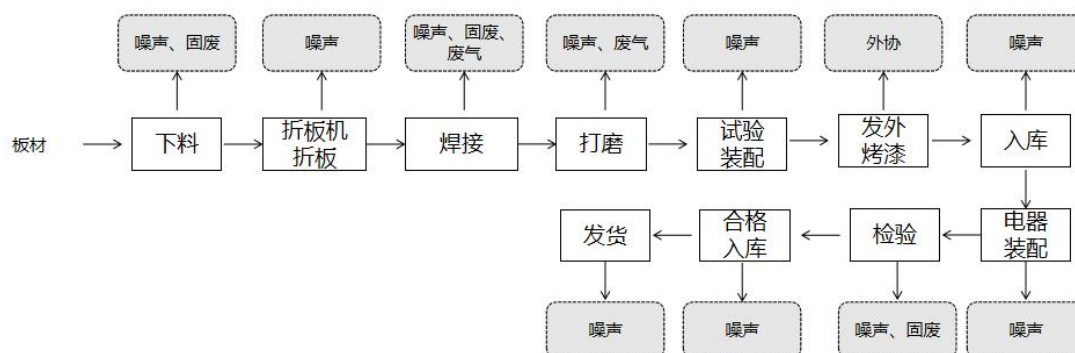 噪声、固废
噪声
噪声、固废、
废气
噪声、废气
噪声
外协
噪声
板材
下料
折板机
折板
焊接
打磨
试验
装配
发外
烤漆
入库
发货
合格
入库
检验
电器
装配
噪声
噪声
噪声、固废
噪声